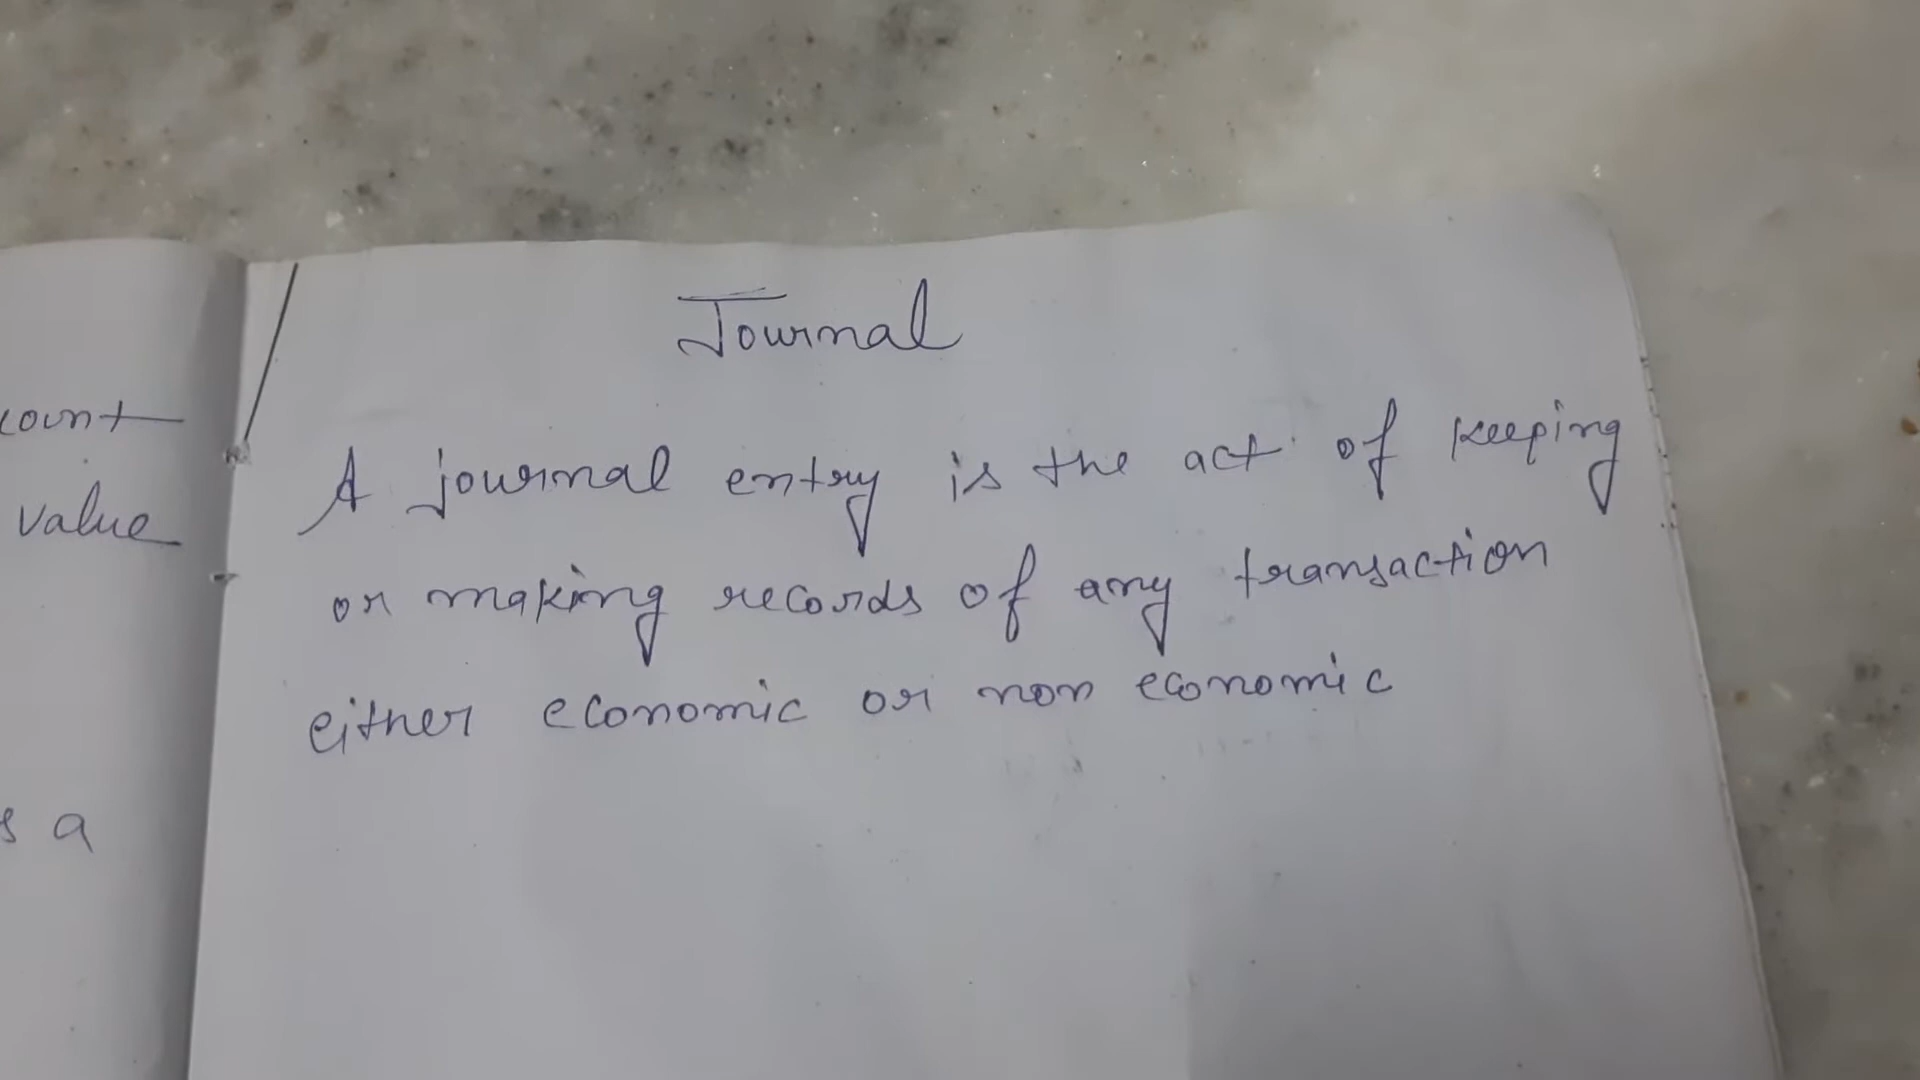 count
value
s a
Journal
A journal entry is the act of keeping
or making records of any transaction
either economic or non economic